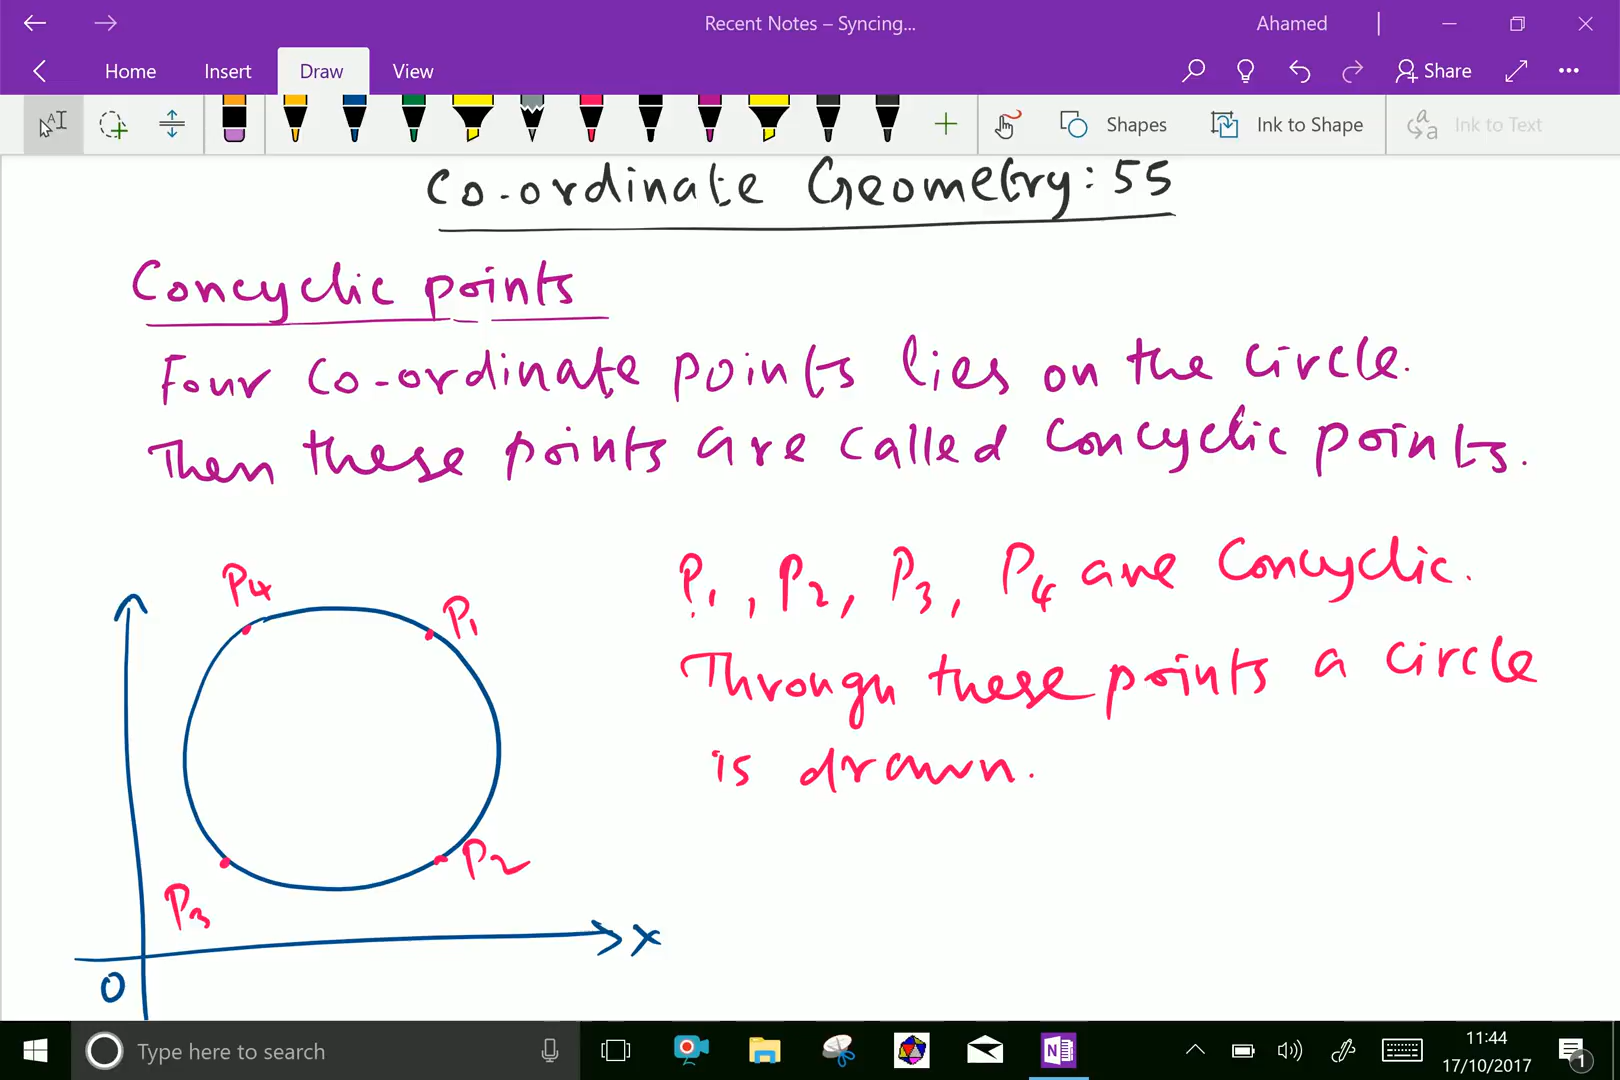 Recent Notes – Syncing...
Ahamed
Home Insert Draw View
Share
Shapes
Ink to Shape
Ink to Text
Co-ordinate Geometry: 55
Concyclic points
Four co-ordinate points lies on the circle.
Then these points are called concyclic points.
P1, P2, P3, P4 are Concyclic.
Through these points a circle
is drawn.
P4
P1
P2
P3
X
O
Type here to search
11:44
17/10/2017
1